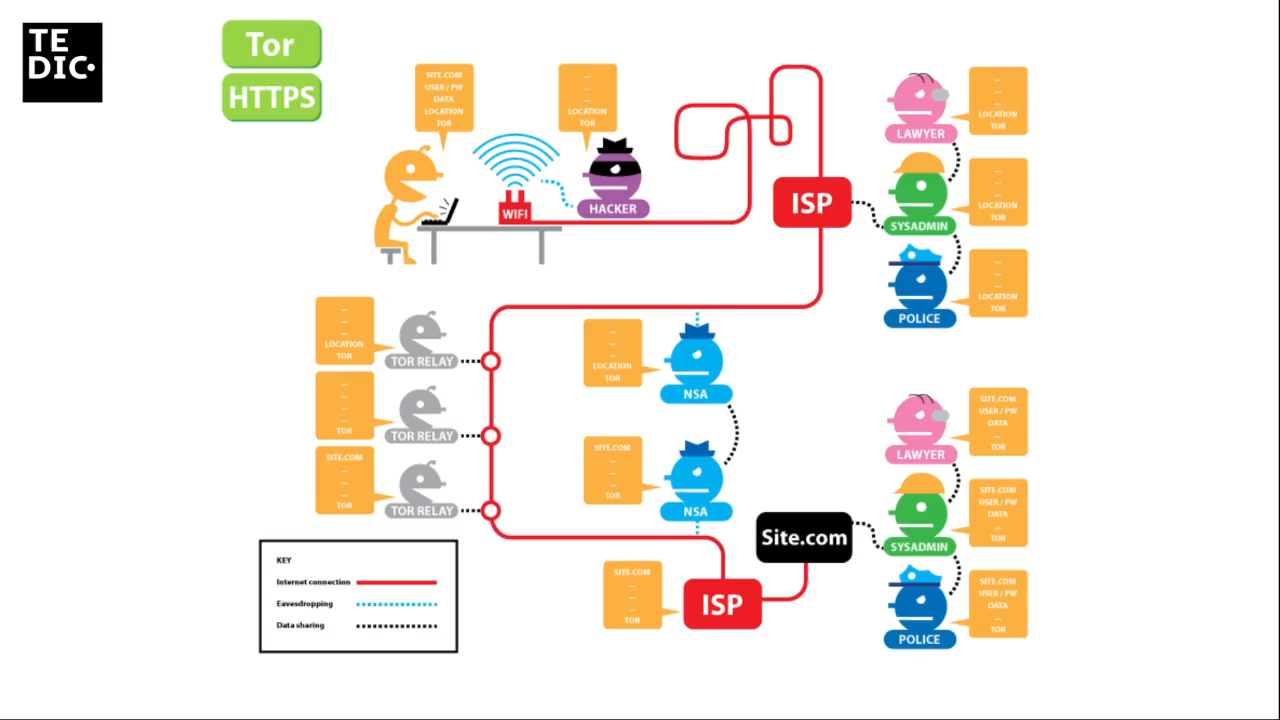 TE
DIC•
Tor
HTTPS
SITE.COM
USER / PW
DATA
LOCATION
TOR
...
...
...
LOCATION
TOR
WIFI
HACKER
ISP
LAWYER
...
...
...
LOCATION
TOR
SYSADMIN
...
...
...
LOCATION
TOR
POLICE
...
...
...
LOCATION
TOR
...
...
...
LOCATION
TOR
TOR RELAY
...
...
...
...
TOR
TOR RELAY
SITE.COM
...
...
...
TOR
TOR RELAY
...
...
...
LOCATION
TOR
NSA
SITE.COM
...
...
...
TOR
NSA
Site.com
SITE.COM
...
...
...
TOR
ISP
LAWYER
SITE.COM
USER / PW
DATA
...
TOR
SYSADMIN
SITE.COM
USER / PW
DATA
...
TOR
POLICE
SITE.COM
USER / PW
DATA
...
TOR
KEY
Internet connection
Eavesdropping
Data sharing